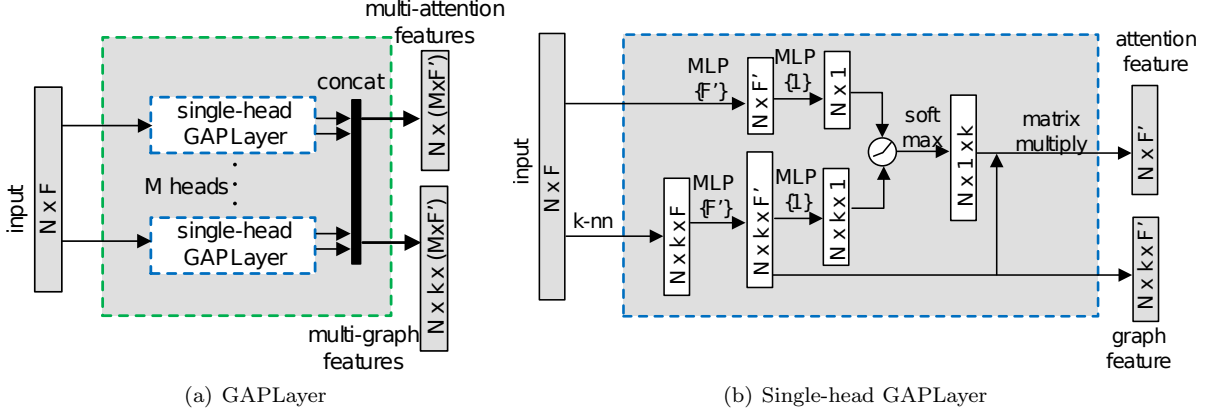 multi-attention
features
concat
single-head
GAPLayer
M heads
single-head
GAPLayer
input
N x F
N x (MxF')
N x k x (MxF')
multi-graph
features
(a) GAPLayer
input
N x F
k-nn
MLP
{F'}
N x F'
MLP
{1}
N x 1
N x k x F
MLP
{F'}
N x k x F'
MLP
{1}
N x k x 1
soft
max
N x 1 x k
matrix
multiply
attention
feature
N x F'
N x k x F'
graph
feature
(b) Single-head GAPLayer